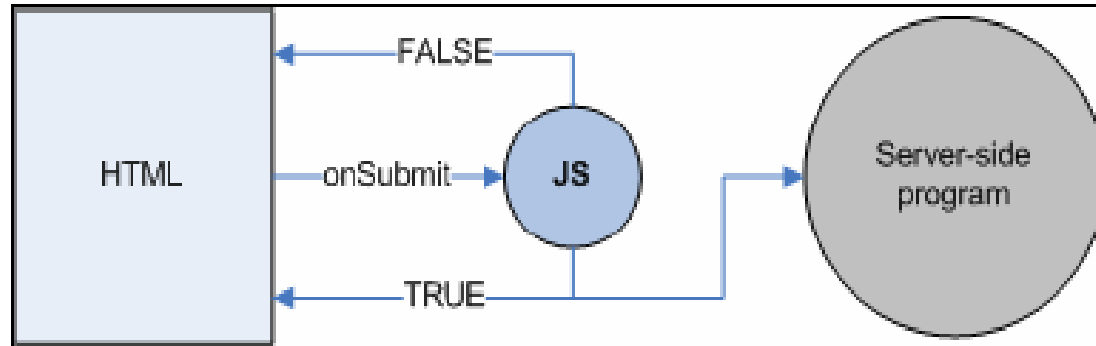 FALSE
HTML
onSubmit
JS
Server-side
program
TRUE